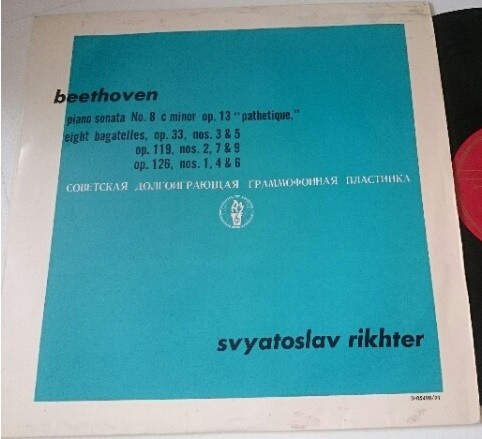 beethoven
piano sonata No. 8 c minor op. 13 "pathetique."
eight bagatelles, op. 33, nos. 3 & 5
op. 119, nos. 2, 7 & 9
op. 126, nos. 1, 4 & 6
СОВЕТСКАЯ ДОЛГОИГРАЮЩАЯ ГРАММОФОННАЯ ПЛАСТИНКА
svyatoslav rikhter